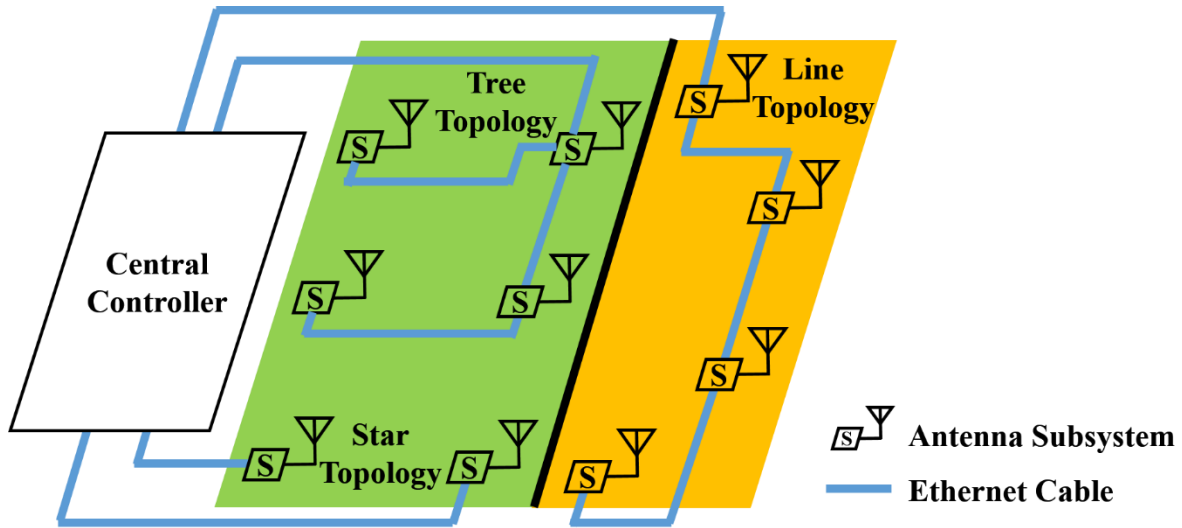 Tree
Topology
Line
Topology
S
S
S
S
Central
Controller
S
S
S
Star
Topology
S
S
S
S Antenna Subsystem
Ethernet Cable